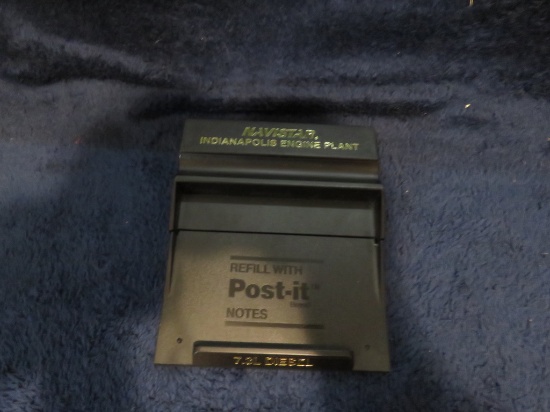 NAVISTAR
INDIANAPOLIS ENGINE PLANT
REFILL WITH
Post-it
NOTES
7.3L DIESEL